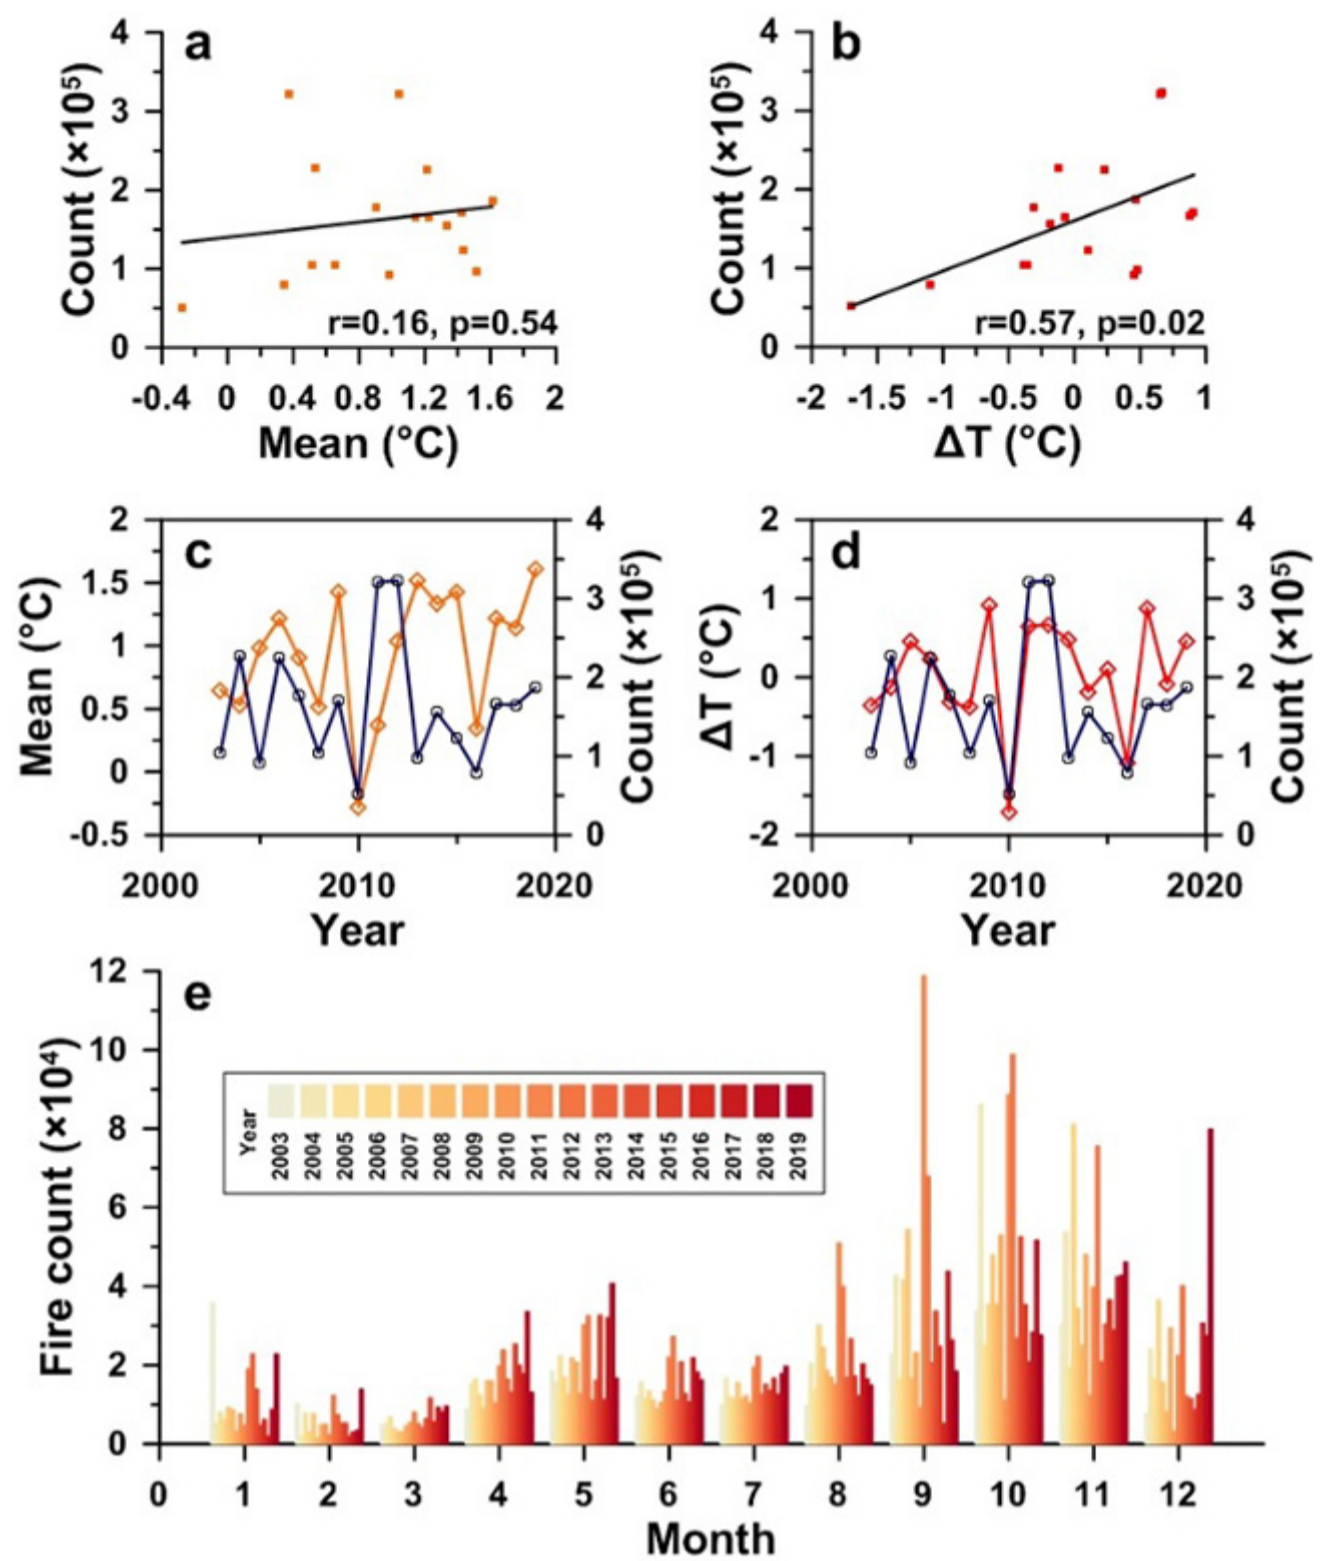 a
4
3
2
1
0
Count (×10⁵)
r=0.16, p=0.54
-0.4 0 0.4 0.8 1.2 1.6 2
Mean (°C)
b
4
3
2
1
0
Count (×10⁵)
r=0.57, p=0.02
-2 -1.5 -1 -0.5 0 0.5 1
ΔT (°C)
c
2
1.5
1
0.5
0
-0.5
Mean (°C)
4
3
2
1
0
Count (×10⁵)
2000 2010 2020
Year
d
2
1
0
-1
-2
ΔT (°C)
4
3
2
1
0
Count (×10⁵)
2000 2010 2020
Year
e
12
10
8
6
4
2
0
Fire count (×10⁴)
Year
2003
2004
2005
2006
2007
2008
2009
2010
2011
2012
2013
2014
2015
2016
2017
2018
2019
0 1 2 3 4 5 6 7 8 9 10 11 12
Month